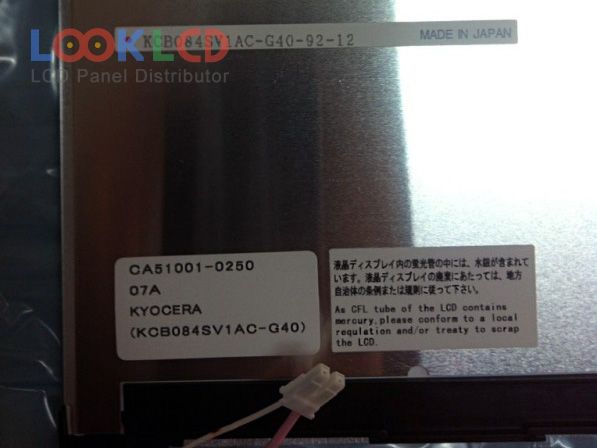 LOOKLCD
LCD Panel Distributor
KCB084SV1AC-G40-92-12
MADE IN JAPAN
CA51001-0250
07A
KYOCERA
(KCB084SV1AC-G40)
液晶ディスプレイ内の蛍光管の中には、水銀が含まれて
います。液晶ディスプレイの廃棄にあたっては、地方
自治体の条例または規則に従って下さい。
As CFL tube of the LCD contains
mercury,please conform to a local
regulation and/or treaty to scrap
the LCD.